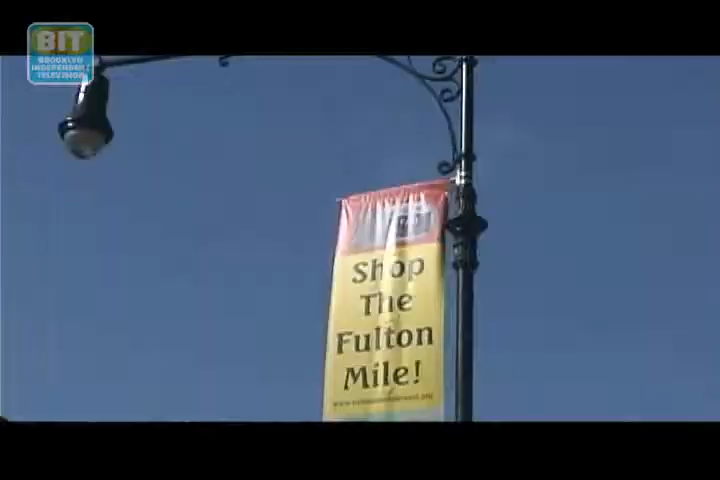 BIT
BROOKLYN
INDEPENDENT
TELEVISION
Shop
The
Fulton
Mile!